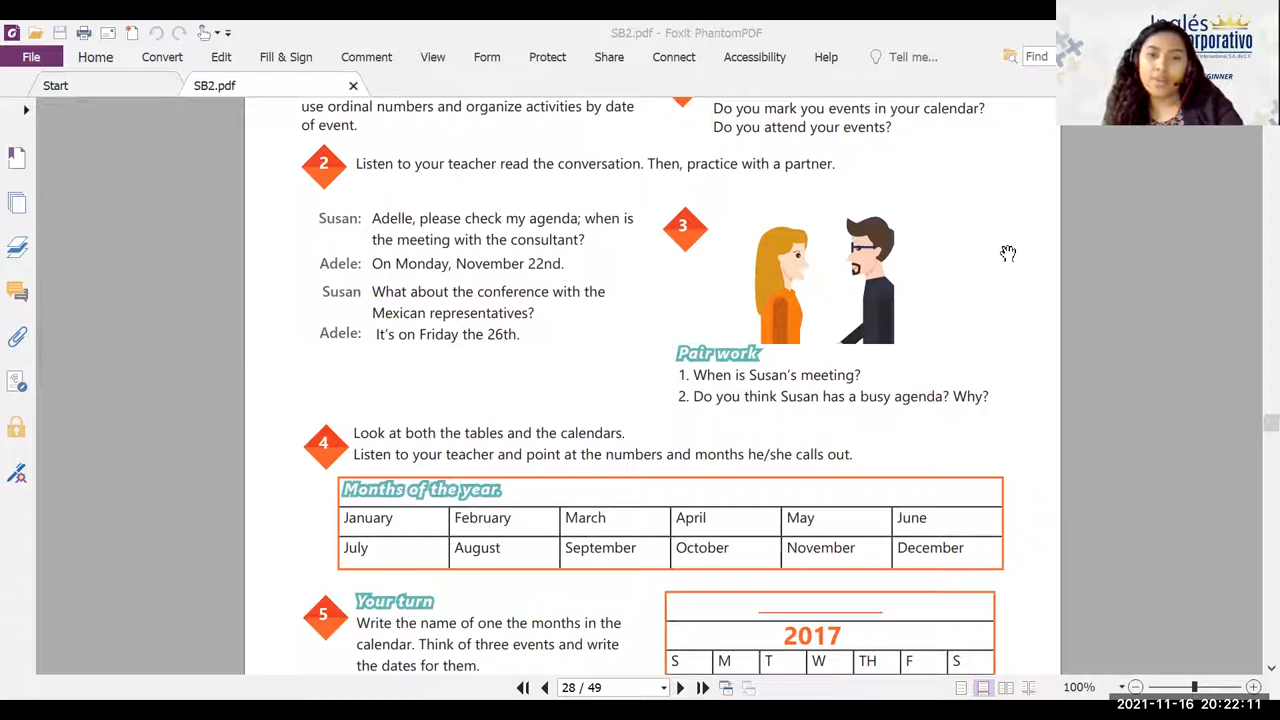 SB2.pdf - Foxit PhantomPDF
File Home Convert Edit Fill & Sign Comment View Form Protect Share Connect Accessibility Help Tell me... Find
Start SB2.pdf
Inglés
rporativo
International, S.A. de C.V.
GINNER
use ordinal numbers and organize activities by date
of event.
Do you mark you events in your calendar?
Do you attend your events?
2 Listen to your teacher read the conversation. Then, practice with a partner.
Susan: Adelle, please check my agenda; when is
the meeting with the consultant?
Adele: On Monday, November 22nd.
Susan What about the conference with the
Mexican representatives?
Adele: It's on Friday the 26th.
3
Pair work
1. When is Susan's meeting?
2. Do you think Susan has a busy agenda? Why?
4 Look at both the tables and the calendars.
Listen to your teacher and point at the numbers and months he/she calls out.
Months of the year.
January February March April May June
July August September October November December
5 Your turn
Write the name of one the months in the
calendar. Think of three events and write
the dates for them.
2017
S M T W TH F S
28 / 49
100%
2021-11-16 20:22:11